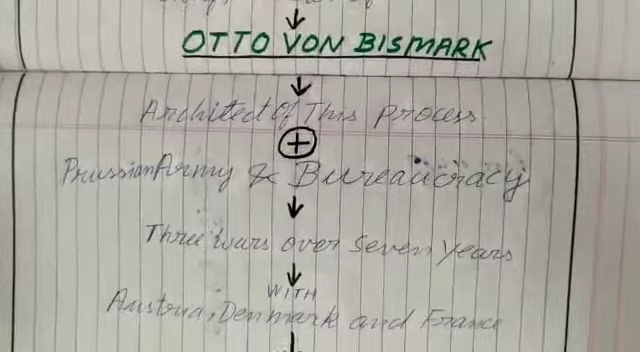 ↓
OTTO VON BISMARK
↓
Architect Of This Process
+
Prussian Army & Bureaucracy
↓
Three wars over seven years
↓
WITH
Austria, Denmark and France